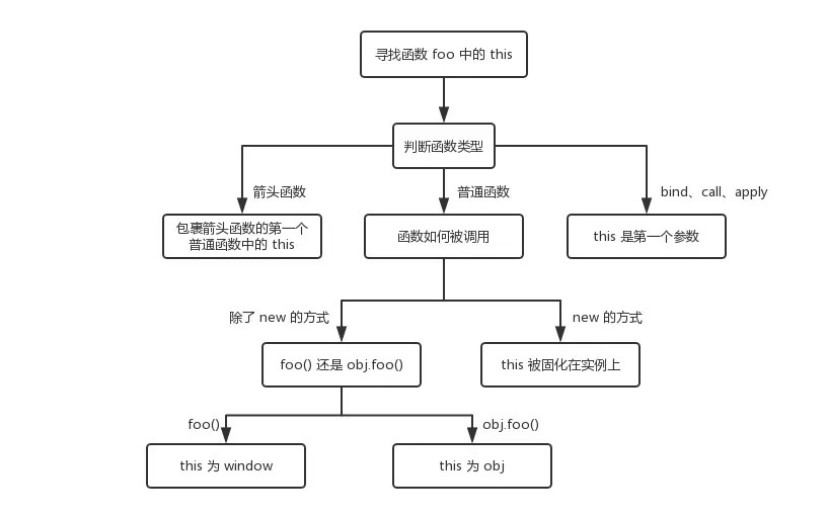 寻找函数 foo 中的 this
判断函数类型
箭头函数
普通函数
bind、call、apply
包裹箭头函数的第一个
普通函数中的 this
函数如何被调用
this 是第一个参数
除了 new 的方式
new 的方式
foo() 还是 obj.foo()
this 被固化在实例上
foo()
obj.foo()
this 为 window
this 为 obj